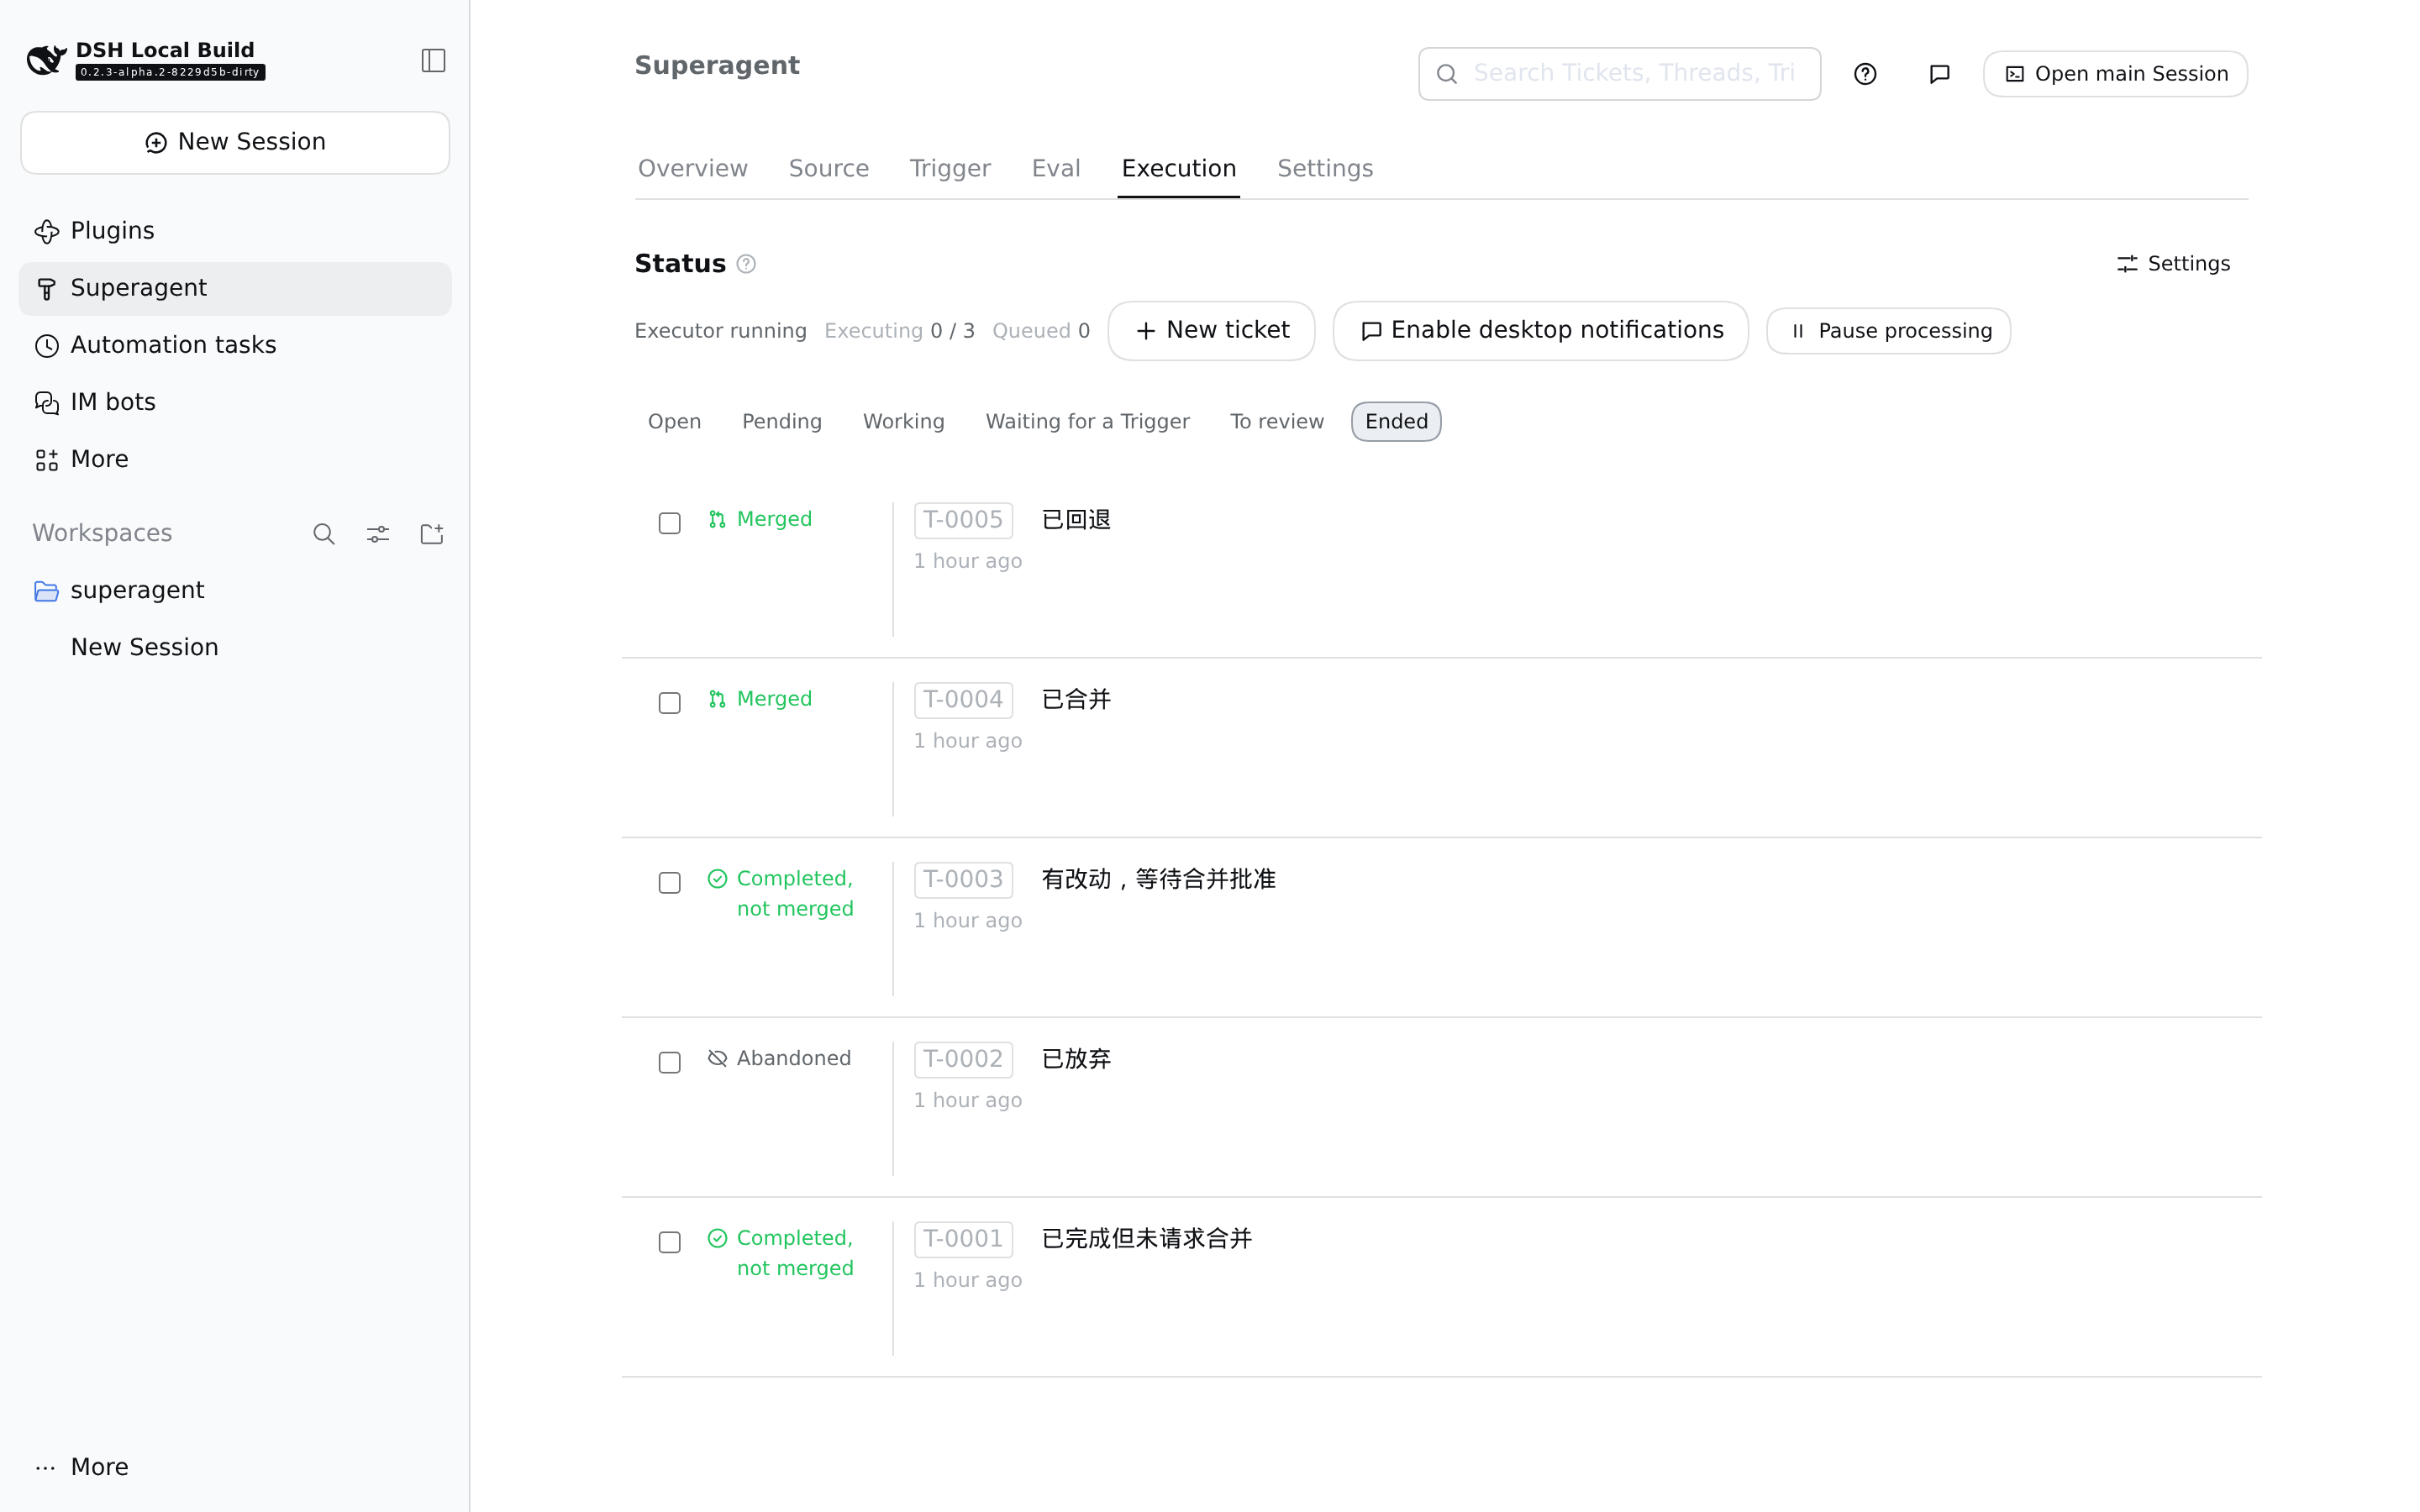 DSH Local Build
0.2.3-alpha.2-8229d5b-dirty
New Session
Plugins
Superagent
Automation tasks
IM bots
More
Workspaces
superagent
New Session
More
Superagent
Search Tickets, Threads, Tri
Open main Session
Overview Source Trigger Eval Execution Settings
Status
Settings
Executor running Executing 0 / 3 Queued 0 New ticket Enable desktop notifications Pause processing
Open Pending Working Waiting for a Trigger To review Ended
Merged T-0005 已回退
1 hour ago
Merged T-0004 已合并
1 hour ago
Completed, T-0003 有改动，等待合并批准
not merged 1 hour ago
Abandoned T-0002 已放弃
1 hour ago
Completed, T-0001 已完成但未请求合并
not merged 1 hour ago